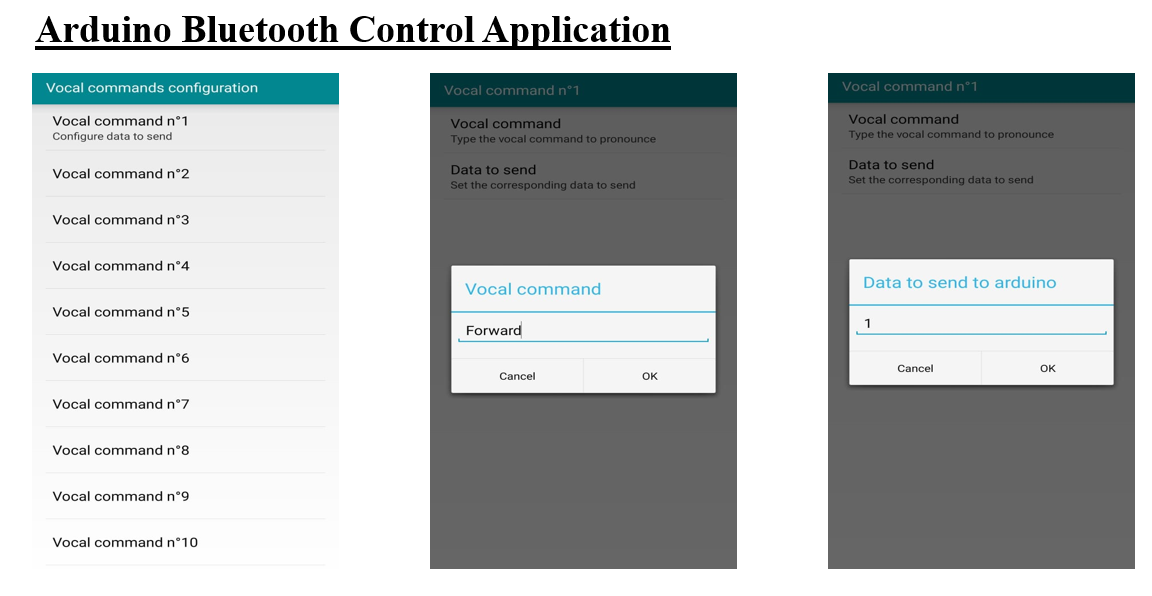 Arduino Bluetooth Control Application
Vocal commands configuration
Vocal command n°1
Configure data to send
Vocal command n°2
Vocal command n°3
Vocal command n°4
Vocal command n°5
Vocal command n°6
Vocal command n°7
Vocal command n°8
Vocal command n°9
Vocal command n°10
Vocal command n°1
Vocal command
Type the vocal command to pronounce
Data to send
Set the corresponding data to send
Vocal command
Forward
Cancel OK
Vocal command n°1
Vocal command
Type the vocal command to pronounce
Data to send
Set the corresponding data to send
Data to send to arduino
1
Cancel OK